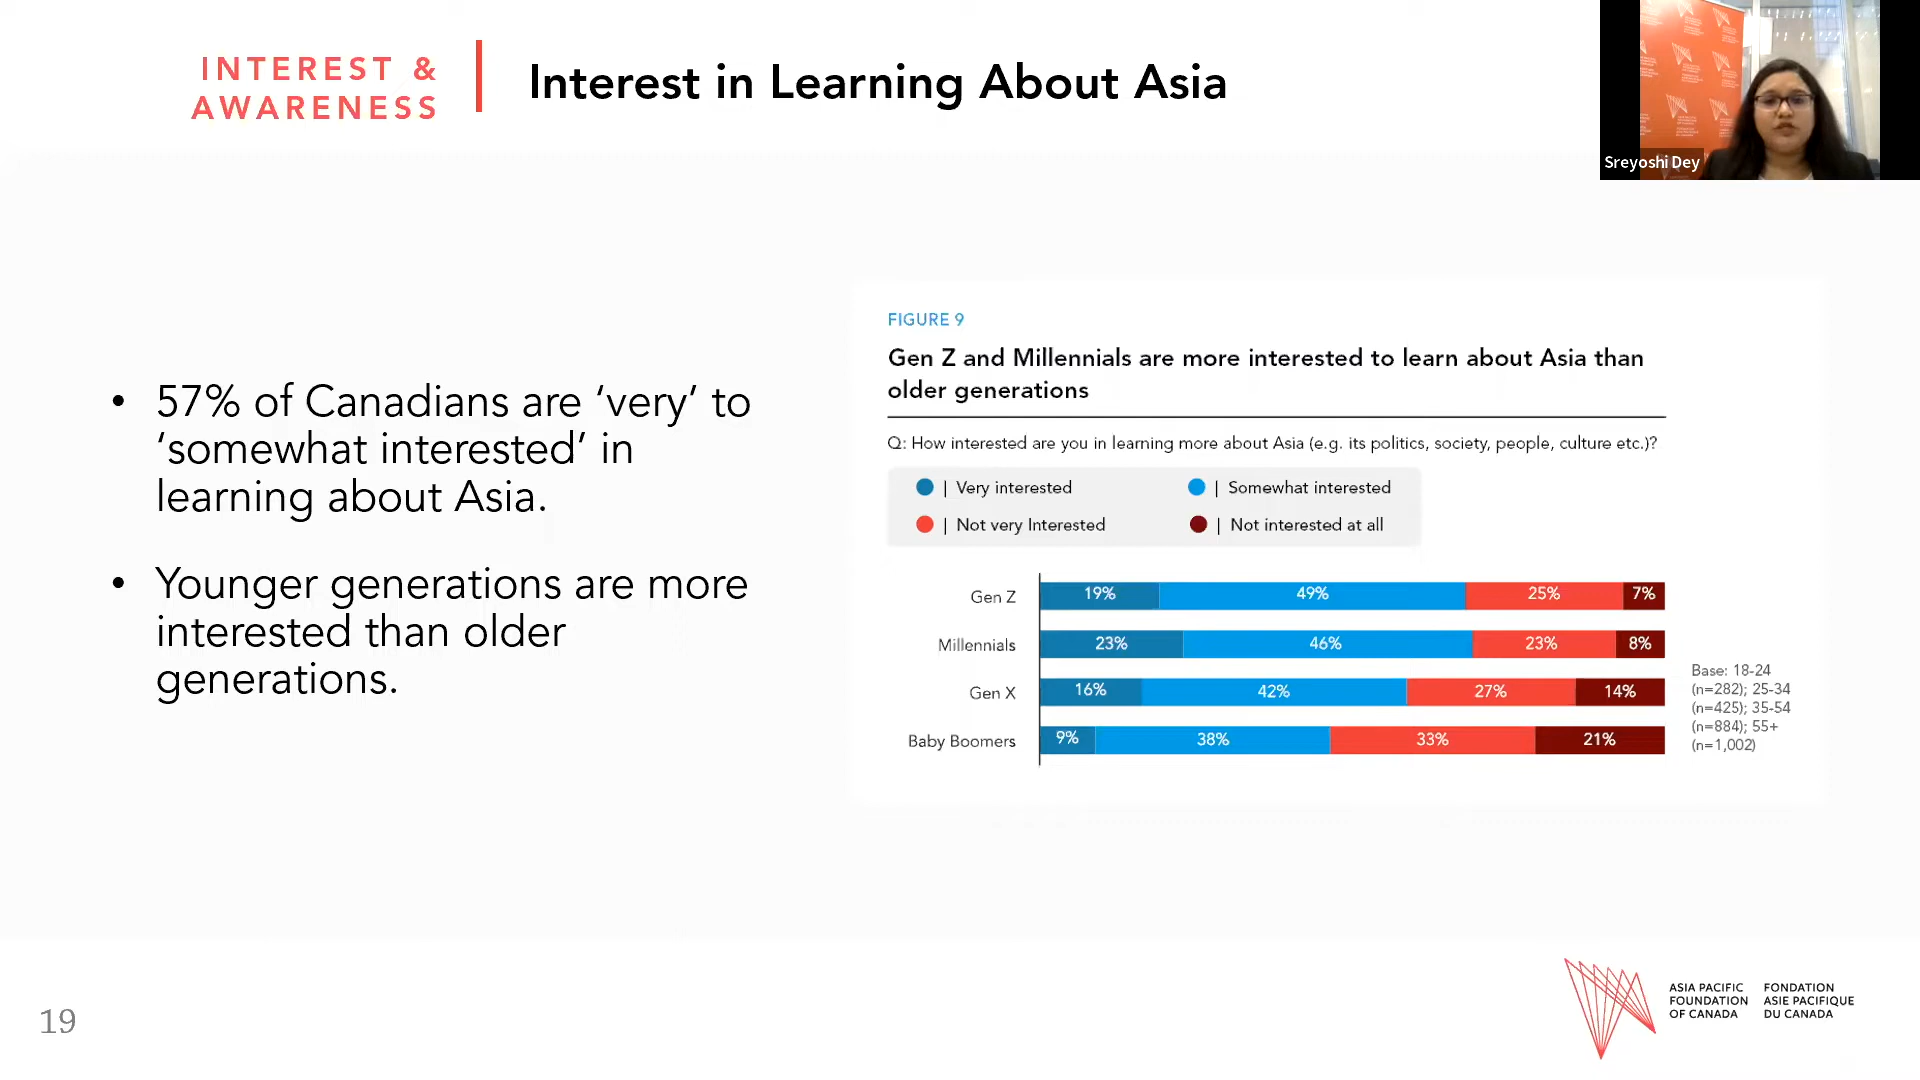 INTEREST &
AWARENESS
Interest in Learning About Asia
Sreyoshi Dey
• 57% of Canadians are ‘very’ to
‘somewhat interested’ in
learning about Asia.
• Younger generations are more
interested than older
generations.
FIGURE 9
Gen Z and Millennials are more interested to learn about Asia than
older generations
Q: How interested are you in learning more about Asia (e.g. its politics, society, people, culture etc.)?
| Very interested
| Somewhat interested
| Not very Interested
| Not interested at all
Gen Z 19% 49% 25% 7%
Millennials 23% 46% 23% 8%
Gen X 16% 42% 27% 14%
Baby Boomers 9% 38% 33% 21%
Base: 18-24
(n=282); 25-34
(n=425); 35-54
(n=884); 55+
(n=1,002)
19
ASIA PACIFIC
FOUNDATION
OF CANADA
FONDATION
ASIE PACIFIQUE
DU CANADA